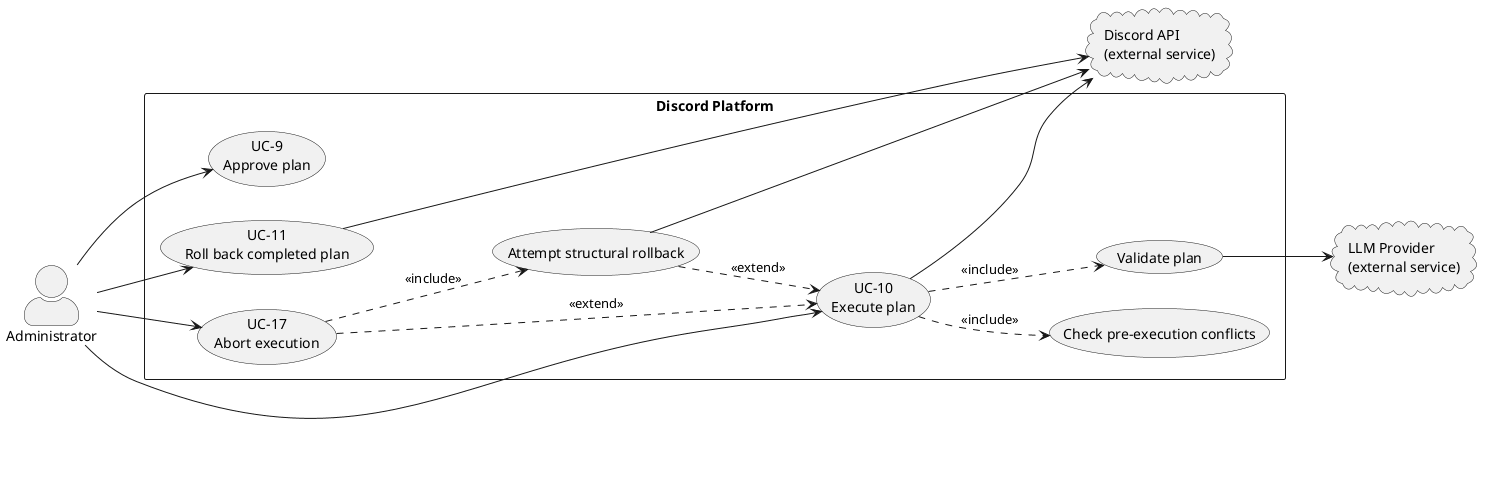 Discord API
(external service)
Discord Platform
UC-9
Approve plan
UC-11
Roll back completed plan
Attempt structural rollback
«include»
«extend»
«include»
Validate plan
LLM Provider
(external service)
UC-10
Execute plan
«extend»
UC-17
Abort execution
«include»
Check pre-execution conflicts
Administrator